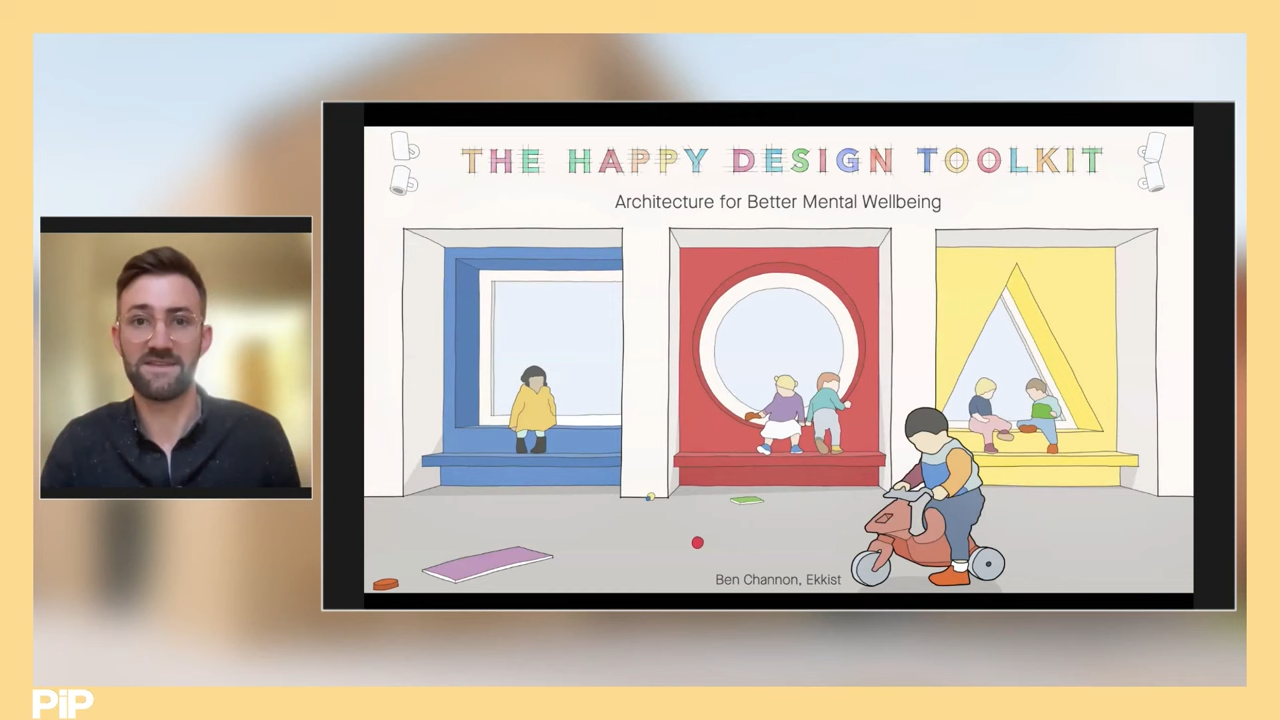 THE HAPPY DESIGN TOOLKIT
Architecture for Better Mental Wellbeing
Ben Channon, Ekkist
PiP